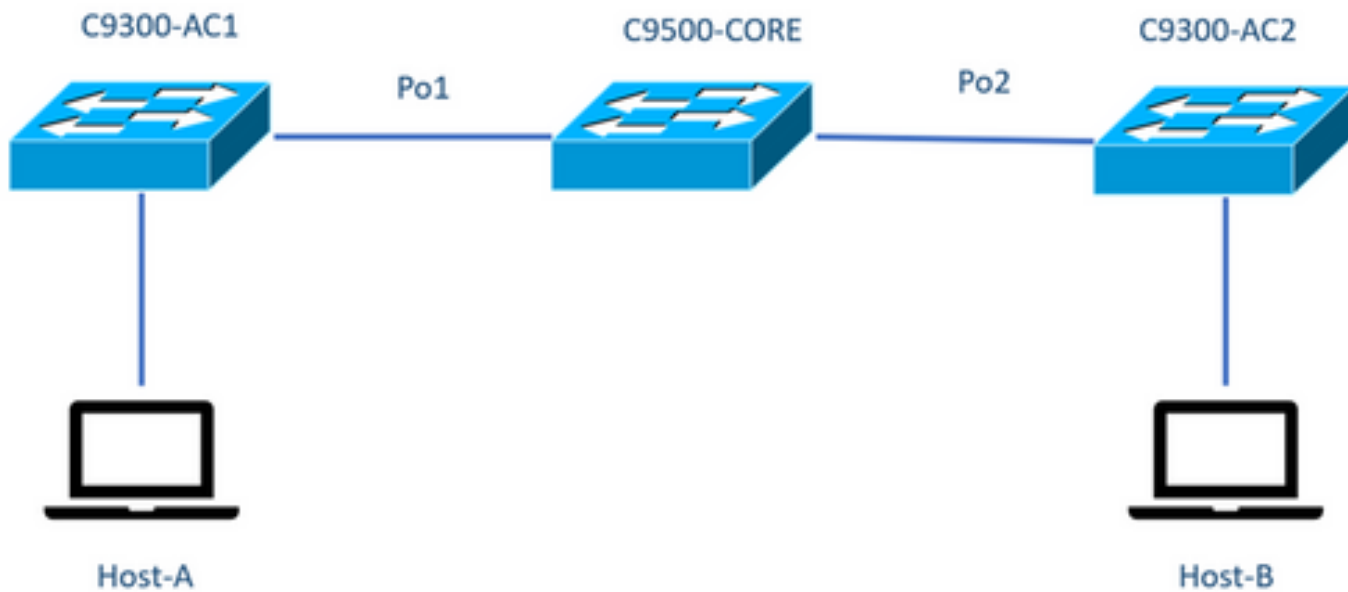 C9300-AC1
C9500-CORE
C9300-AC2
Po1
Po2
Host-A
Host-B